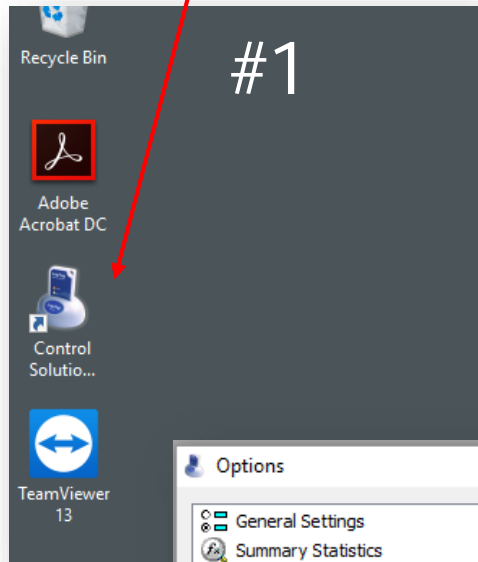 Recycle Bin
#1
Adobe
Acrobat DC
Control
Solutio...
TeamViewer
13
Options
General Settings
Summary Statistics